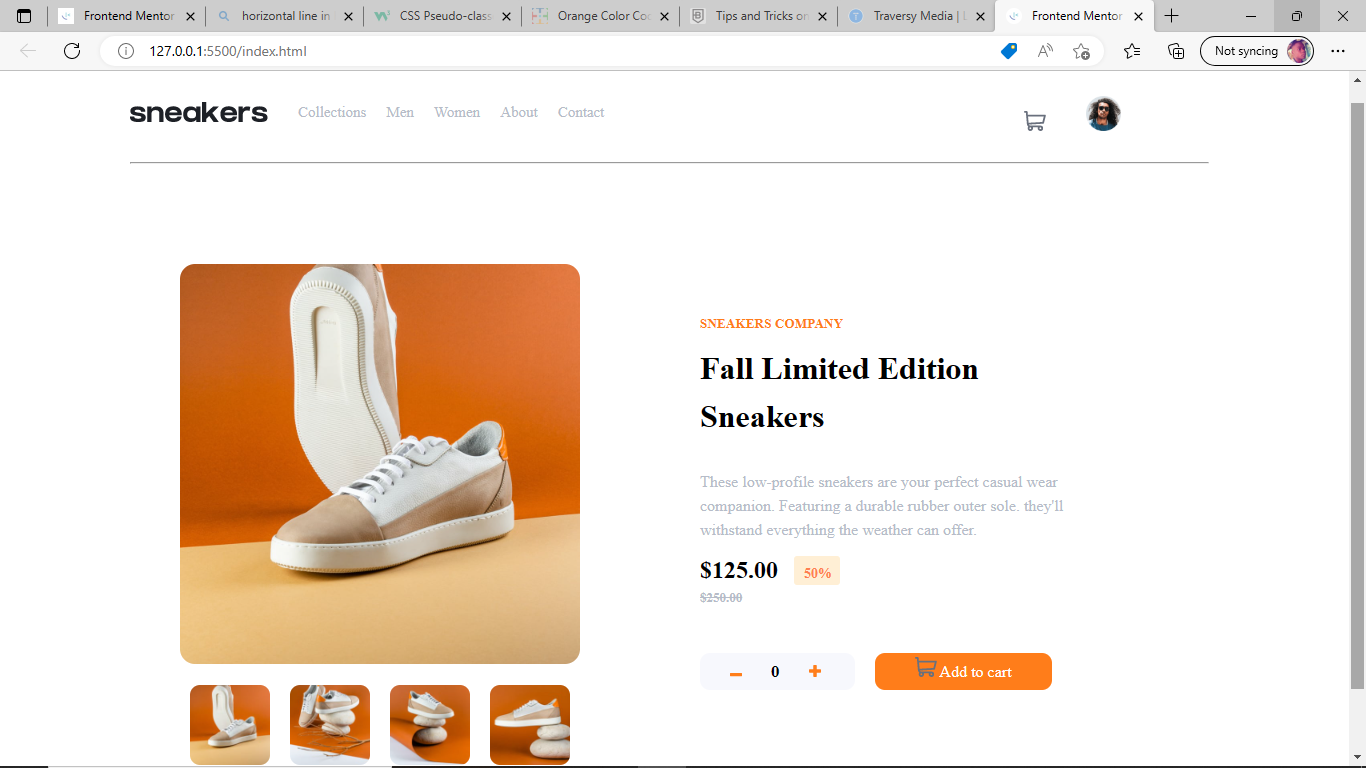 Frontend Mentor
horizontal line in
CSS Pseudo-class
Orange Color Co
Tips and Tricks on
Traversy Media |
Frontend Mentor
127.0.0.1:5500/index.html
Not syncing
sneakers Collections Men Women About Contact
SNEAKERS COMPANY
Fall Limited Edition
Sneakers
These low-profile sneakers are your perfect casual wear
companion. Featuring a durable rubber outer sole. they'll
withstand everything the weather can offer.
$125.00 50%
$250.00
0 Add to cart